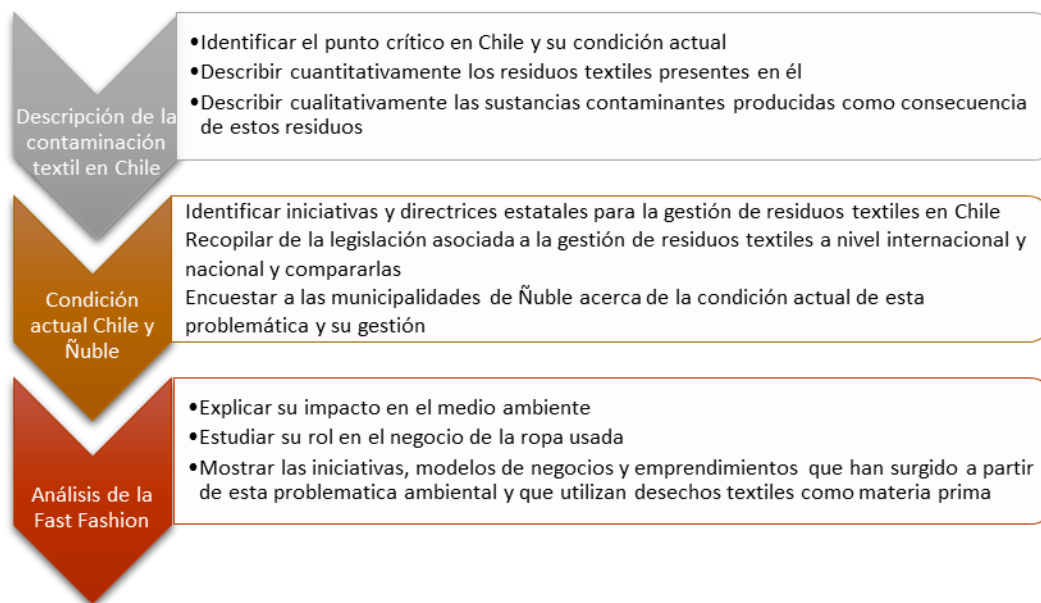 Descripción de la
contaminación
textil en Chile
•Identificar el punto crítico en Chile y su condición actual
•Describir cuantitativamente los residuos textiles presentes en él
•Describir cualitativamente las sustancias contaminantes producidas como consecuencia
de estos residuos
Condición
actual Chile y
Ñuble
Identificar iniciativas y directrices estatales para la gestión de residuos textiles en Chile
Recopilar de la legislación asociada a la gestión de residuos textiles a nivel internacional y
nacional y compararlas
Encuestar a las municipalidades de Ñuble acerca de la condición actual de esta
problemática y su gestión
Análisis de la
Fast Fashion
•Explicar su impacto en el medio ambiente
•Estudiar su rol en el negocio de la ropa usada
•Mostrar las iniciativas, modelos de negocios y emprendimientos que han surgido a partir
de esta problematica ambiental y que utilizan desechos textiles como materia prima